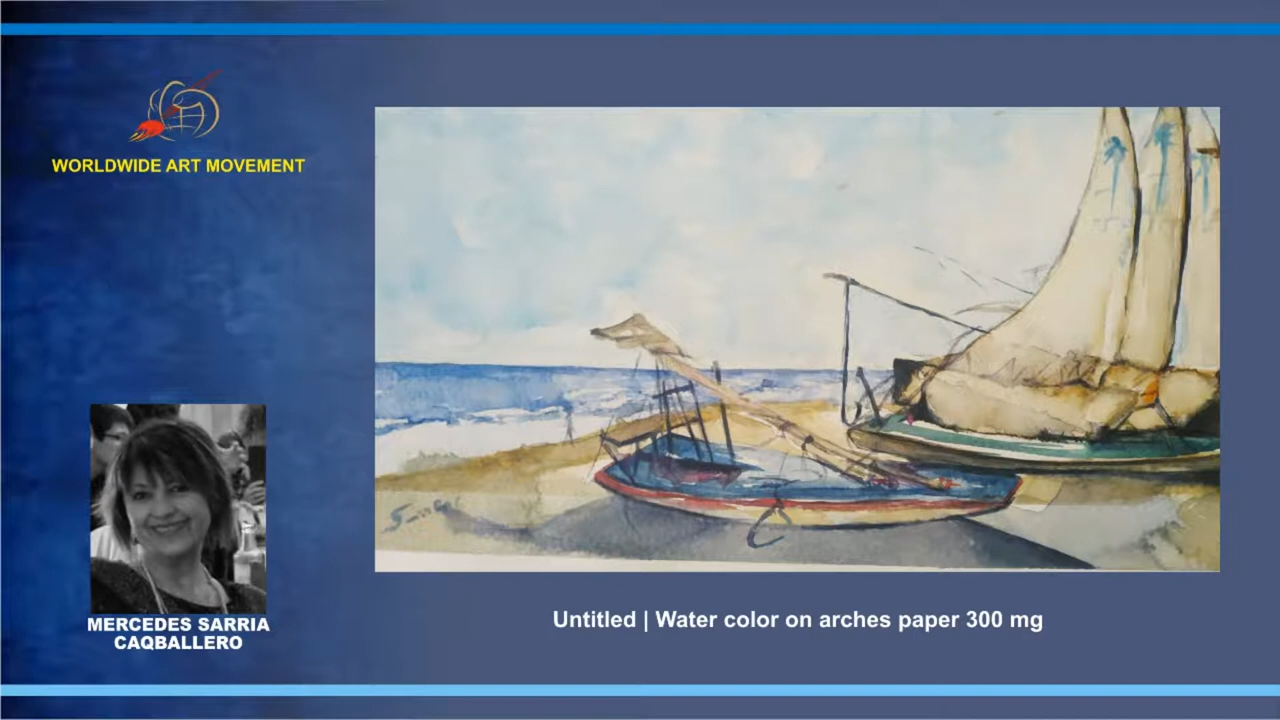 WORLDWIDE ART MOVEMENT
MERCEDES SARRIA
CAQBALLERO
Untitled | Water color on arches paper 300 mg